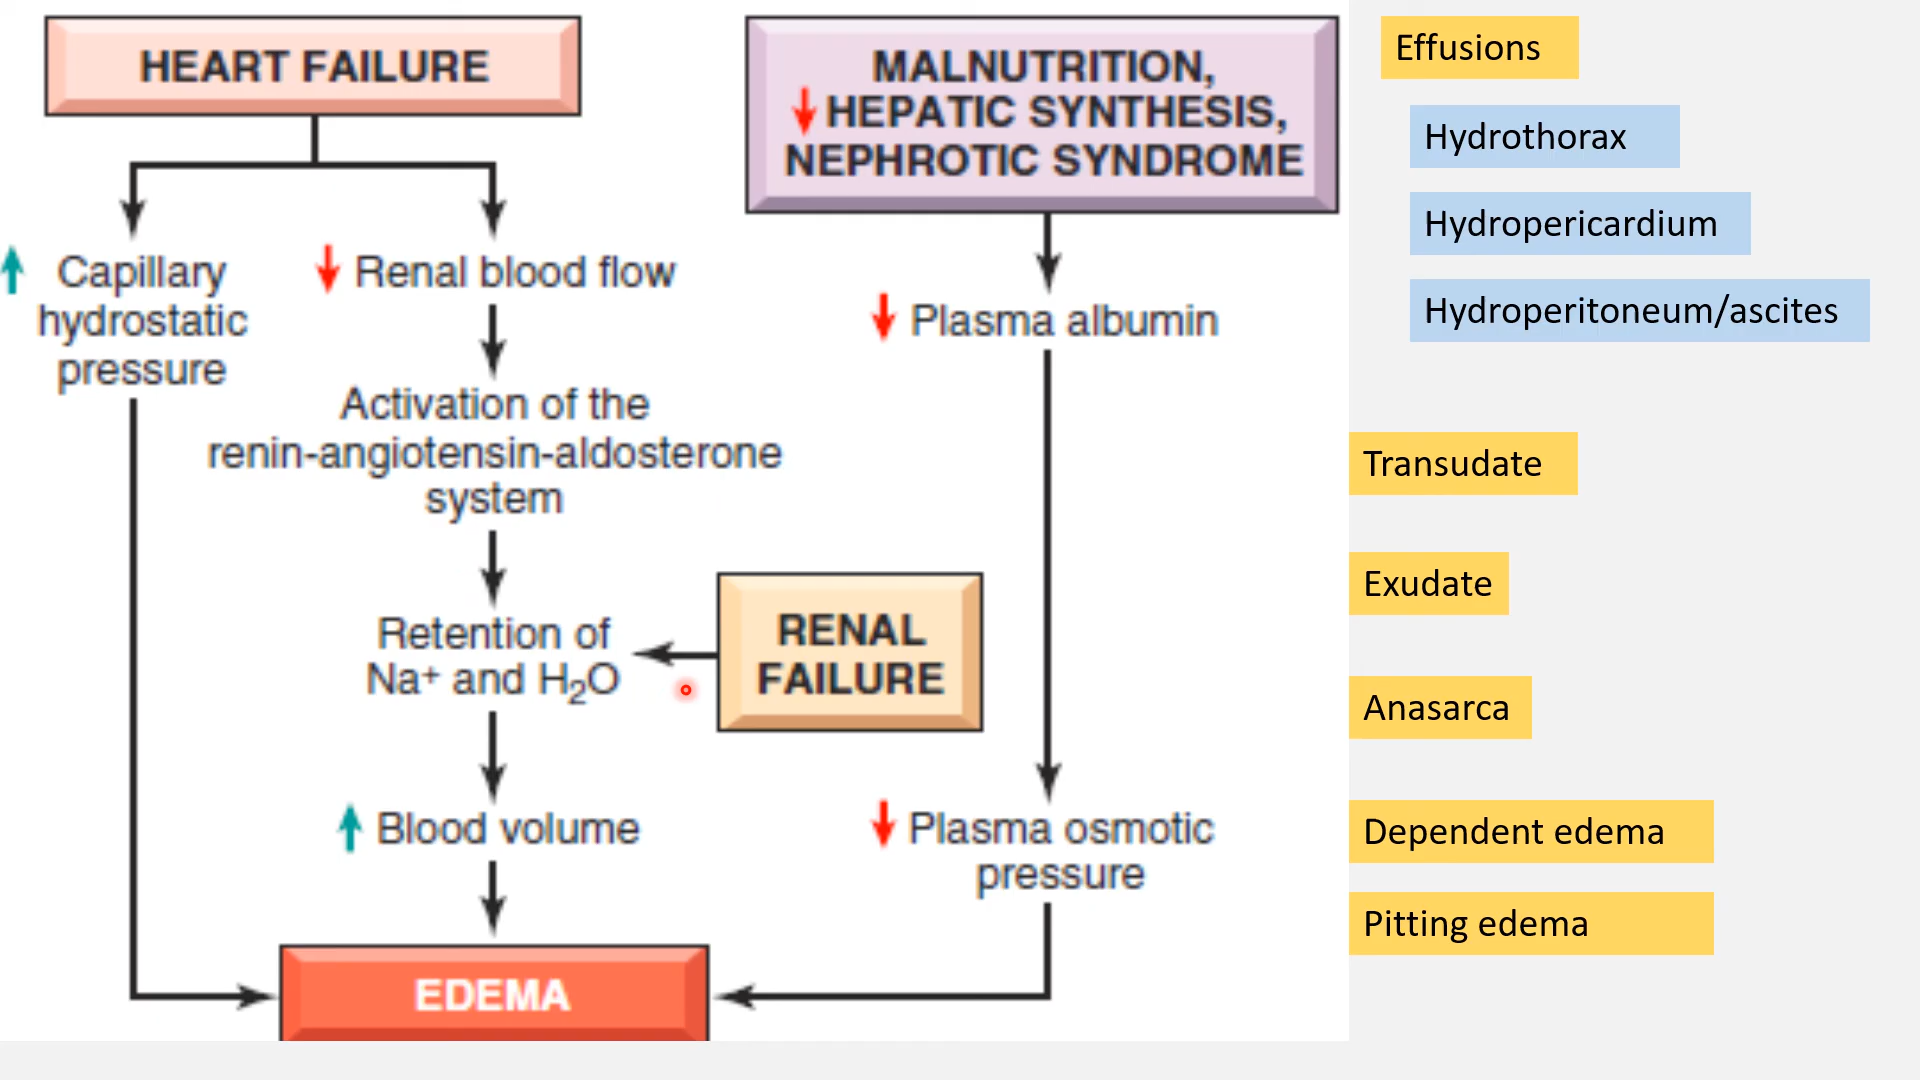 HEART FAILURE
Capillary
hydrostatic
pressure
Renal blood flow
Activation of the
renin-angiotensin-aldosterone
system
Retention of
Na⁺ and H₂O
RENAL
FAILURE
Blood volume
MALNUTRITION,
HEPATIC SYNTHESIS,
NEPHROTIC SYNDROME
Plasma albumin
Plasma osmotic
pressure
EDEMA
Effusions
Hydrothorax
Hydropericardium
Hydroperitoneum/ascites
Transudate
Exudate
Anasarca
Dependent edema
Pitting edema